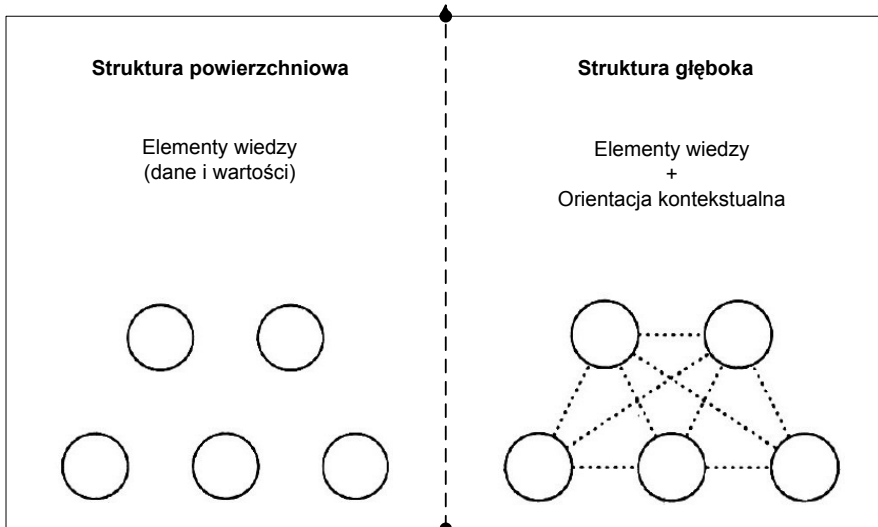 Struktura powierzchniowa
Elementy wiedzy
(dane i wartości)
Struktura głęboka
Elementy wiedzy
+
Orientacja kontekstualna